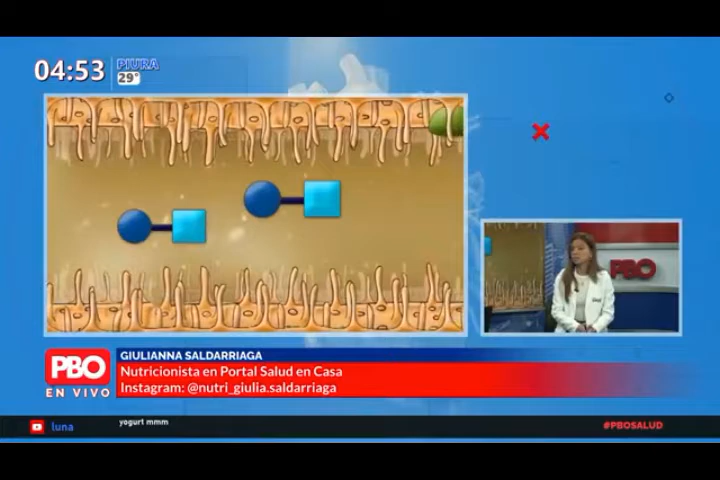 04:53
PIURA
29°
PBO
PBO
EN VIVO
GIULIANNA SALDARRIAGA
Nutricionista en Portal Salud en Casa
Instagram: @nutri_giulia.saldarriaga
luna
yogurt mmm
#PBOSALUD